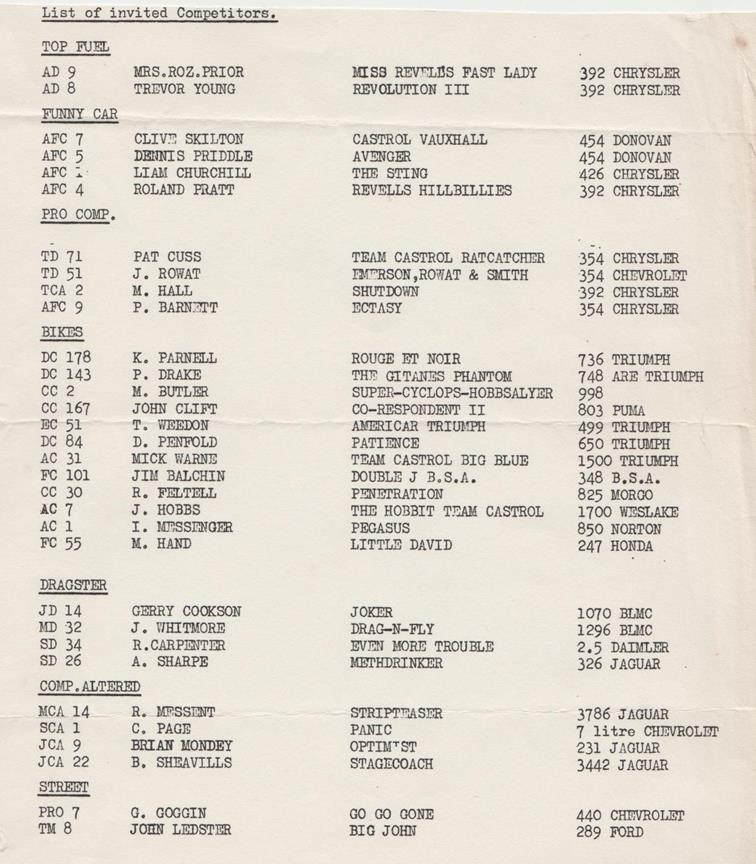 List of invited Competitors.
TOP FUEL
AD 9 MRS.ROZ.PRIOR MISS REVELLS FAST LADY 392 CHRYSLER
AD 8 TREVOR YOUNG REVOLUTION III 392 CHRYSLER
FUNNY CAR
AFC 7 CLIVE SKILTON CASTROL VAUXHALL 454 DONOVAN
AFC 5 DENNIS PRIDDLE AVENGER 454 DONOVAN
AFC 1 LIAM CHURCHILL THE STING 426 CHRYSLER
AFC 4 ROLAND PRATT REVELLS HILLBILLIES 392 CHRYSLER
PRO COMP.
TD 71 PAT CUSS TEAM CASTROL RATCATCHER 354 CHRYSLER
TD 51 J. ROWAT EMERSON,ROWAT & SMITH 354 CHEVROLET
TCA 2 M. HALL SHUTDOWN 392 CHRYSLER
AFC 9 P. BARNETT ECTASY 354 CHRYSLER
BIKES
DC 178 K. PARNELL ROUGE ET NOIR 736 TRIUMPH
DC 143 P. DRAKE THE GITANES PHANTOM 748 ARE TRIUMPH
CC 2 M. BUTLER SUPER-CYCLOPS-HOBBSALYER 998
CC 167 JOHN CLIFT CO-RESPONDENT II 803 PUMA
EC 51 T. WEEDON AMERICAR TRIUMPH 499 TRIUMPH
DC 84 D. PENFOLD PATIENCE 650 TRIUMPH
AC 31 MICK WARNE TEAM CASTROL BIG BLUE 1500 TRIUMPH
FC 101 JIM BALCHIN DOUBLE J B.S.A. 348 B.S.A.
CC 30 R. FELTELL PENETRATION 825 MORGO
AC 7 J. HOBBS THE HOBBIT TEAM CASTROL 1700 WESLAKE
AC 1 I. MESSENGER PEGASUS 850 NORTON
FC 55 M. HAND LITTLE DAVID 247 HONDA
DRAGSTER
JD 14 GERRY COOKSON JOKER 1070 BLMC
MD 32 J. WHITMORE DRAG-N-FLY 1296 BLMC
SD 34 R.CARPENTER EVEN MORE TROUBLE 2.5 DAIMLER
SD 26 A. SHARPE METHDRINKER 326 JAGUAR
COMP.ALTERED
MCA 14 R. MESSENT STRIPTEASER 3786 JAGUAR
SCA 1 C. PAGE PANIC 7 litre CHEVROLET
JCA 9 BRIAN MONDEY OPTIMIST 231 JAGUAR
JCA 22 B. SHEAVILLS STAGECOACH 3442 JAGUAR
STREET
PRO 7 G. GOGGIN GO GO GONE 440 CHEVROLET
TM 8 JOHN LEDSTER BIG JOHN 289 FORD